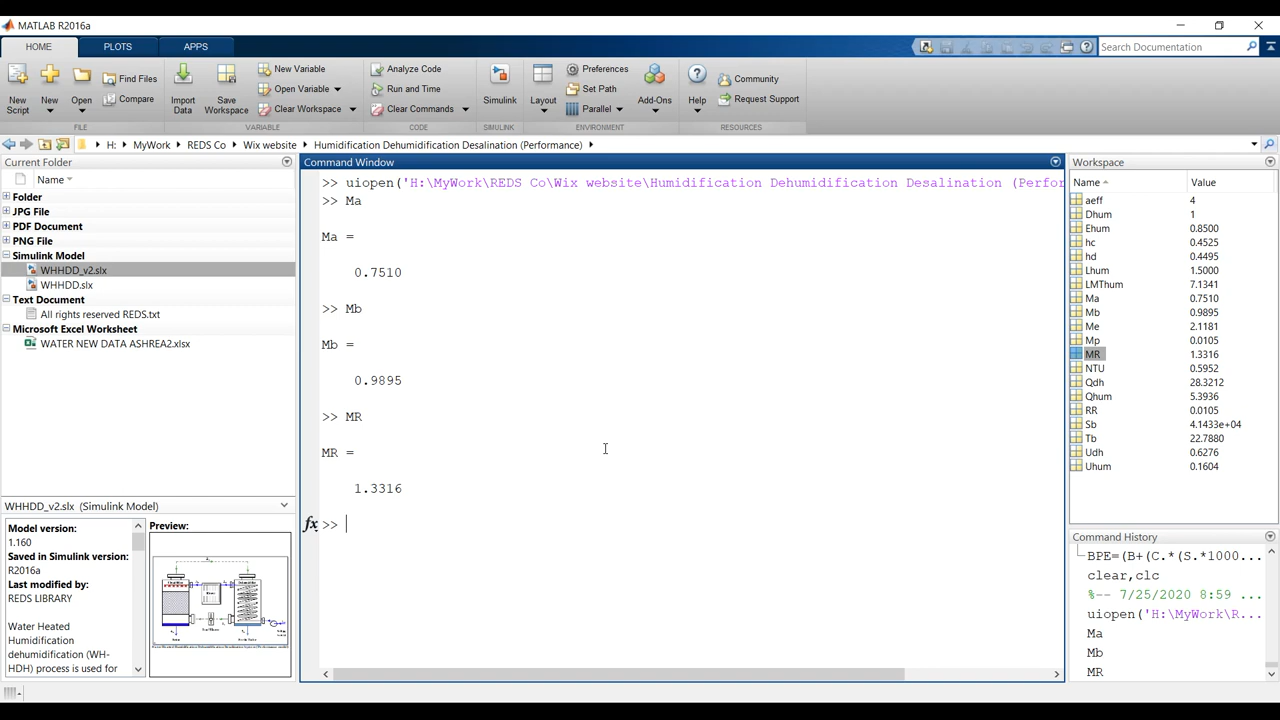 MATLAB R2016a
HOME PLOTS APPS
Search Documentation
New Script
New
Open
Find Files
Compare
Import Data
Save Workspace
New Variable
Open Variable
Clear Workspace
Analyze Code
Run and Time
Clear Commands
Simulink
Layout
Preferences
Set Path
Parallel
Add-Ons
Help
Community
Request Support
FILE VARIABLE CODE SIMULINK ENVIRONMENT RESOURCES
H: MyWork REDS Co Wix website Humidification Dehumidification Desalination (Performance)
Current Folder
Name
Folder
JPG File
PDF Document
PNG File
Simulink Model
WHHDD_v2.slx
WHHDD.slx
Text Document
All rights reserved REDS.txt
Microsoft Excel Worksheet
WATER NEW DATA ASHREA2.xlsx
WHHDD_v2.slx (Simulink Model)
Model version:
1.160
Saved in Simulink version:
R2016a
Last modified by:
REDS LIBRARY
Water Heated
Humidification
dehumidification (WH-
HDH) process is used for
Preview:
Command Window
>> uiopen('H:\MyWork\REDS Co\Wix website\Humidification Dehumidification Desalination (Perfor
>> Ma
Ma =
0.7510
>> Mb
Mb =
0.9895
>> MR
MR =
1.3316
fx >>
Workspace
Name Value
aeff 4
Dhum 1
Ehum 0.8500
hc 0.4525
hd 0.4495
Lhum 1.5000
LMThum 7.1341
Ma 0.7510
Mb 0.9895
Me 2.1181
Mp 0.0105
MR 1.3316
NTU 0.5952
Qdh 28.3212
Qhum 5.3936
RR 0.0105
Sb 4.1433e+04
Tb 22.7880
Udh 0.6276
Uhum 0.1604
Command History
BPE=(B+(C.*(S.*1000...
clear,clc
%-- 7/25/2020 8:59 ...
uiopen('H:\MyWork\R...
Ma
Mb
MR